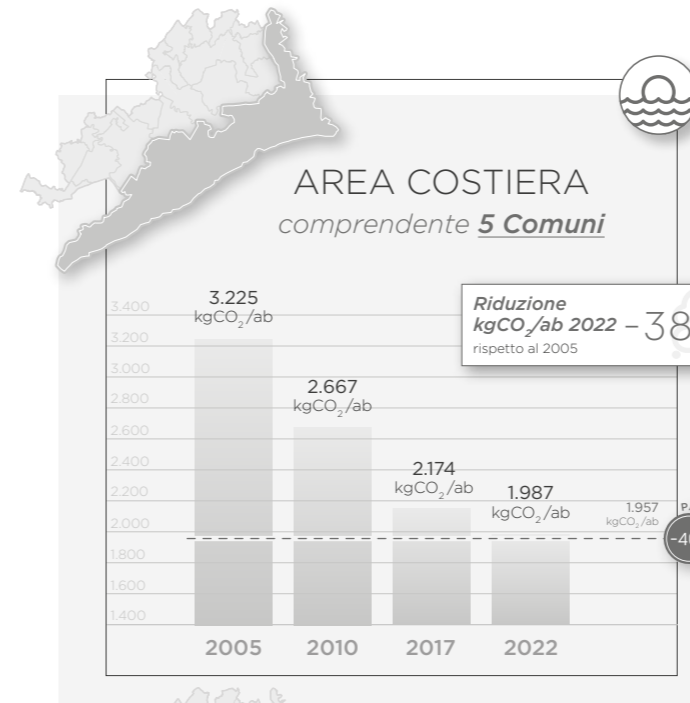 AREA COSTIERA
comprendente 5 Comuni
Riduzione
kgCO₂/ab 2022 –38
rispetto al 2005
3.400
3.200
3.000
2.800
2.600
2.400
2.200
2.000
1.800
1.600
1.400
3.225
kgCO₂/ab
2.667
kgCO₂/ab
2.174
kgCO₂/ab
1.987
kgCO₂/ab
1.957
kgCO₂/ab
2005 2010 2017 2022